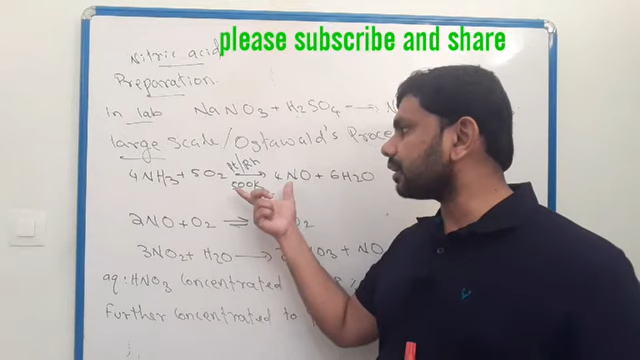 please subscribe and share
Nitric acid
Preparation
In lab NaNO3 + H2SO4 →
large Scale/Ostawald's Proce
4NH3 + 5O2 Pt/Rh 500K → 4NO + 6H2O
2NO + O2 ⇌ O2
3NO2 + H2O → NO3 + NO
aq: HNO3 Concentrated
Further Concentrated to